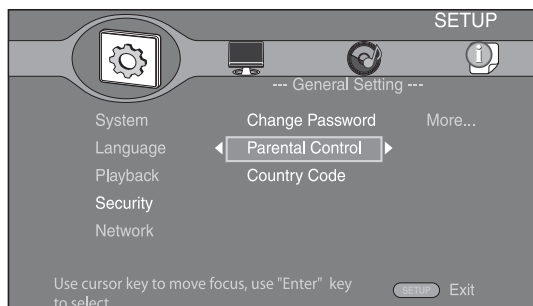 SETUP
--- General Setting ---
System
Language
Playback
Security
Network
Change Password
Parental Control
Country Code
More...
Use cursor key to move focus, use "Enter" key
to select
SETUP Exit